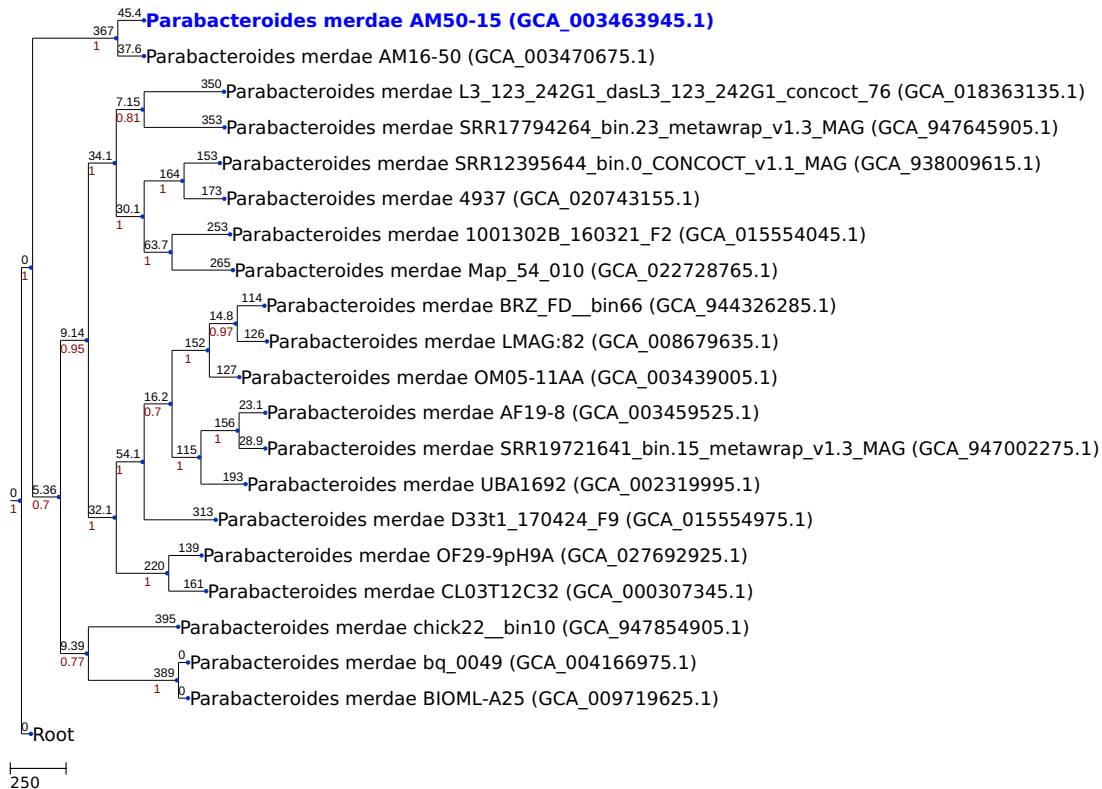 45.4
Parabacteroides merdae AM50-15 (GCA_003463945.1)
367
1
37.6
Parabacteroides merdae AM16-50 (GCA_003470675.1)
350
Parabacteroides merdae L3_123_242G1_dasL3_123_242G1_concoct_76 (GCA_018363135.1)
7.15
0.81
353
Parabacteroides merdae SRR17794264_bin.23_metawrap_v1.3_MAG (GCA_947645905.1)
34.1
1
153
Parabacteroides merdae SRR12395644_bin.0_CONCOCT_v1.1_MAG (GCA_938009615.1)
164
1
173
Parabacteroides merdae 4937 (GCA_020743155.1)
30.1
1
253
Parabacteroides merdae 1001302B_160321_F2 (GCA_015554045.1)
63.7
1
265
Parabacteroides merdae Map_54_010 (GCA_022728765.1)
0
1
114
Parabacteroides merdae BRZ_FD__bin66 (GCA_944326285.1)
14.8
0.97
126
Parabacteroides merdae LMAG:82 (GCA_008679635.1)
9.14
0.95
152
1
127
Parabacteroides merdae OM05-11AA (GCA_003439005.1)
16.2
0.7
23.1
Parabacteroides merdae AF19-8 (GCA_003459525.1)
156
1
28.9
Parabacteroides merdae SRR19721641_bin.15_metawrap_v1.3_MAG (GCA_947002275.1)
54.1
1
115
1
193
Parabacteroides merdae UBA1692 (GCA_002319995.1)
0
1
5.36
0.7
32.1
1
313
Parabacteroides merdae D33t1_170424_F9 (GCA_015554975.1)
139
Parabacteroides merdae OF29-9pH9A (GCA_027692925.1)
220
1
161
Parabacteroides merdae CL03T12C32 (GCA_000307345.1)
395
Parabacteroides merdae chick22__bin10 (GCA_947854905.1)
9.39
0.77
0
Parabacteroides merdae bq_0049 (GCA_004166975.1)
389
1
0
Parabacteroides merdae BIOML-A25 (GCA_009719625.1)
0
Root
250